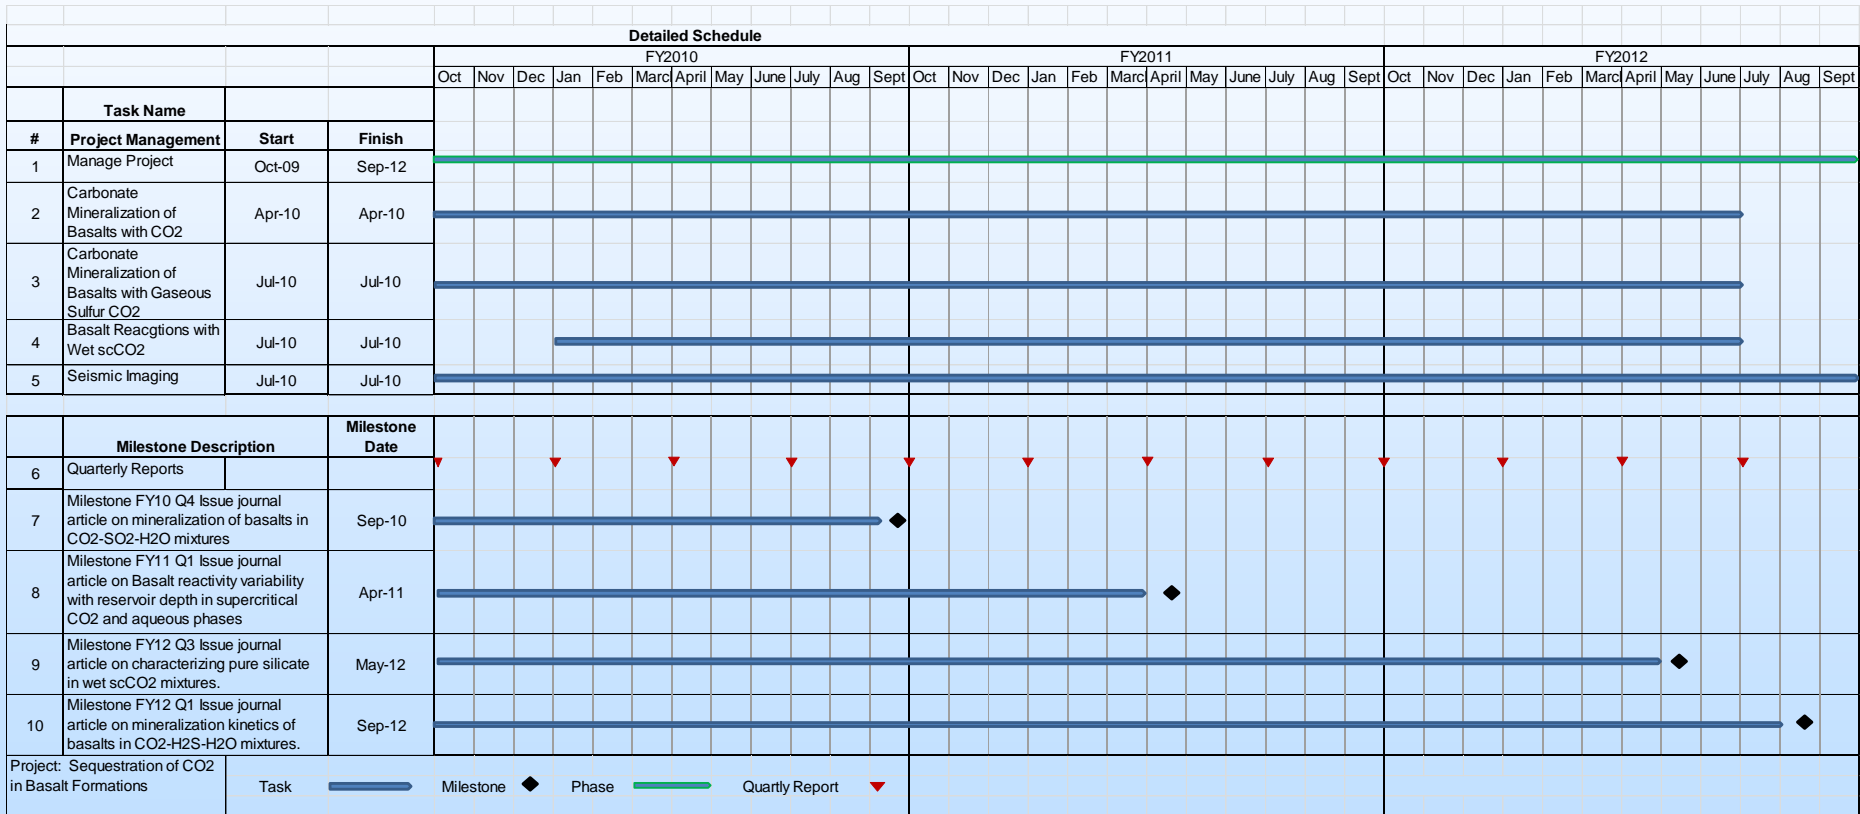 Detailed Schedule
FY2010 FY2011 FY2012
Oct Nov Dec Jan Feb Marcl April May June July Aug Sept Oct Nov Dec Jan Feb Marcl April May June July Aug Sept Oct Nov Dec Jan Feb Marcl April May June July Aug Sept
Task Name
# Project Management Start Finish
1 Manage Project Oct-09 Sep-12
Carbonate
Mineralization of
Basalts with CO2
2 Apr-10 Apr-10
Carbonate
Mineralization of
Basalts with Gaseous
Sulfur CO2
3 Jul-10 Jul-10
Basalt Reacgtions with
Wet scCO2
4 Jul-10 Jul-10
5 Seismic Imaging Jul-10 Jul-10
Milestone Description
Milestone
Date
6 Quarterly Reports
Milestone FY10 Q4 Issue journal
article on mineralization of basalts in
CO2-SO2-H2O mixtures
7 Sep-10
Milestone FY11 Q1 Issue journal
article on Basalt reactivity variability
with reservoir depth in supercritical
CO2 and aqueous phases
8 Apr-11
Milestone FY12 Q3 Issue journal
article on characterizing pure silicate
in wet scCO2 mixtures.
9 May-12
Milestone FY12 Q1 Issue journal
article on mineralization kinetics of
basalts in CO2-H2S-H2O mixtures.
10 Sep-12
Project: Sequestration of CO2
in Basalt Formations
Task Milestone Phase Quartly Report